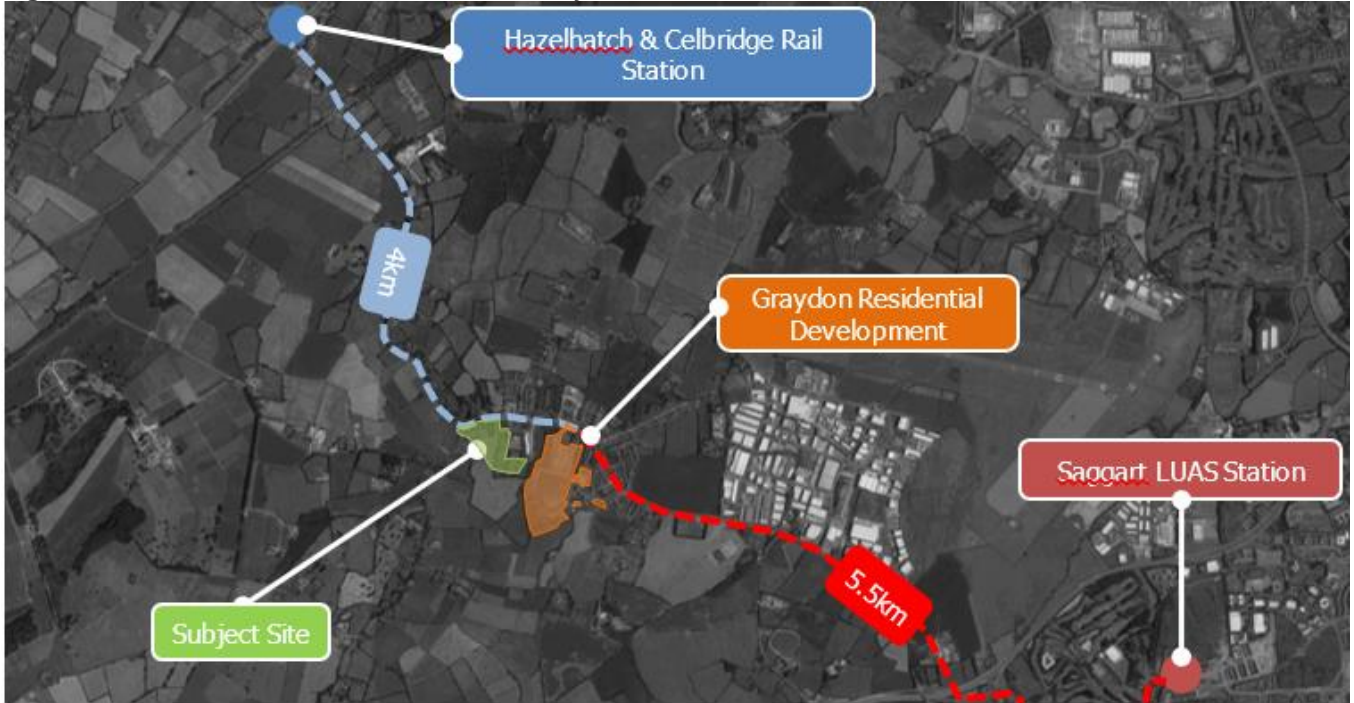 Hazelhatch & Celbridge Rail
Station
4km
Graydon Residential
Development
Saggart LUAS Station
5.5km
Subject Site